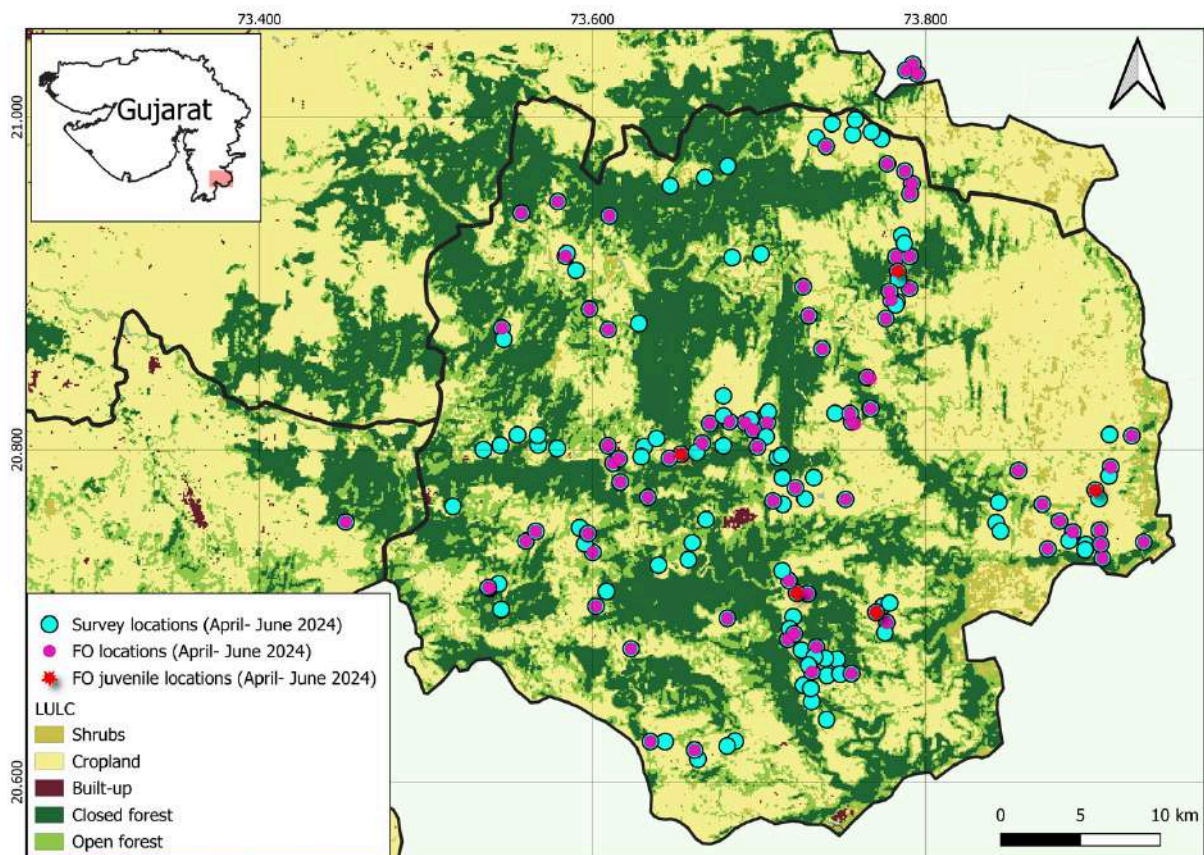 73.400 73.600 73.800
Gujarat
21.000
20.800
20.600
Survey locations (April- June 2024)
FO locations (April- June 2024)
FO juvenile locations (April- June 2024)
LULC
Shrubs
Cropland
Built-up
Closed forest
Open forest
0 5 10 km